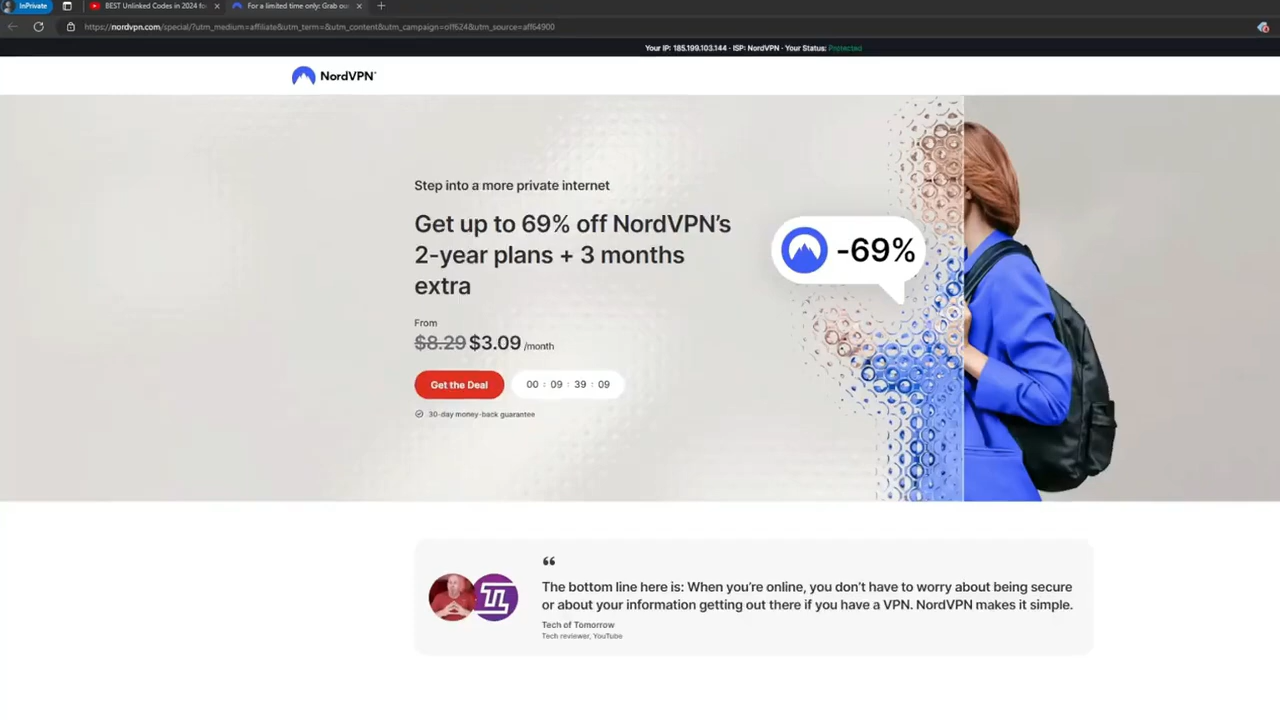 InPrivate
BEST Unlinked Codes in 2024 fo
For a limited time only: Grab ou
https://nordvpn.com/special/?utm_medium=affiliate&utm_term=&utm_content&utm_campaign=off624&utm_source=aff64900
Your IP: 185.199.103.144 · ISP: NordVPN · Your Status: Protected
NordVPN®
Step into a more private internet
Get up to 69% off NordVPN’s
2-year plans + 3 months
extra
-69%
From
$8.29 $3.09 /month
Get the Deal
00 : 09 : 39 : 09
30-day money-back guarantee
“
The bottom line here is: When you’re online, you don’t have to worry about being secure
or about your information getting out there if you have a VPN. NordVPN makes it simple.
Tech of Tomorrow
Tech reviewer, YouTube